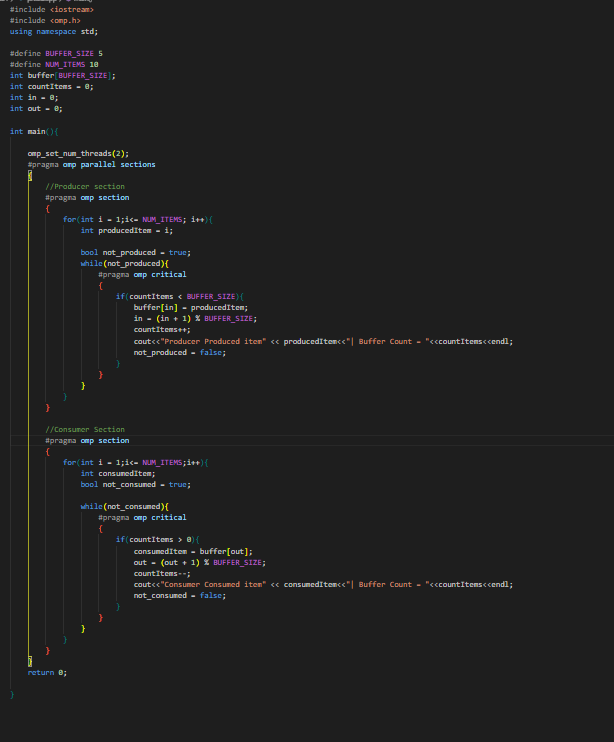 #include <iostream>
#include <omp.h>
using namespace std;

#define BUFFER_SIZE 5
#define NUM_ITEMS 10
int buffer[BUFFER_SIZE];
int countItems = 0;
int in = 0;
int out = 0;

int main(){

    omp_set_num_threads(2);
    #pragma omp parallel sections
    {
        //Producer section
        #pragma omp section
        {
            for(int i = 1;i<= NUM_ITEMS; i++){
                int producedItem = i;

                bool not_produced = true;
                while(not_produced){
                    #pragma omp critical
                    {
                        if(countItems < BUFFER_SIZE){
                            buffer[in] = producedItem;
                            in = (in + 1) % BUFFER_SIZE;
                            countItems++;
                            cout<<"Producer Produced item" << producedItem<<"| Buffer Count = "<<countItems<<endl;
                            not_produced = false;
                        }
                    }
                }
            }
        }

        //Consumer Section
        #pragma omp section
        {
            for(int i = 1;i<= NUM_ITEMS;i++){
                int consumedItem;
                bool not_consumed = true;

                while(not_consumed){
                    #pragma omp critical
                    {
                        if(countItems > 0){
                            consumedItem = buffer[out];
                            out = (out + 1) % BUFFER_SIZE;
                            countItems--;
                            cout<<"Consumer Consumed item" << consumedItem<<"| Buffer Count = "<<countItems<<endl;
                            not_consumed = false;
                        }
                    }
                }
            }
        }
    }
    return 0;

}